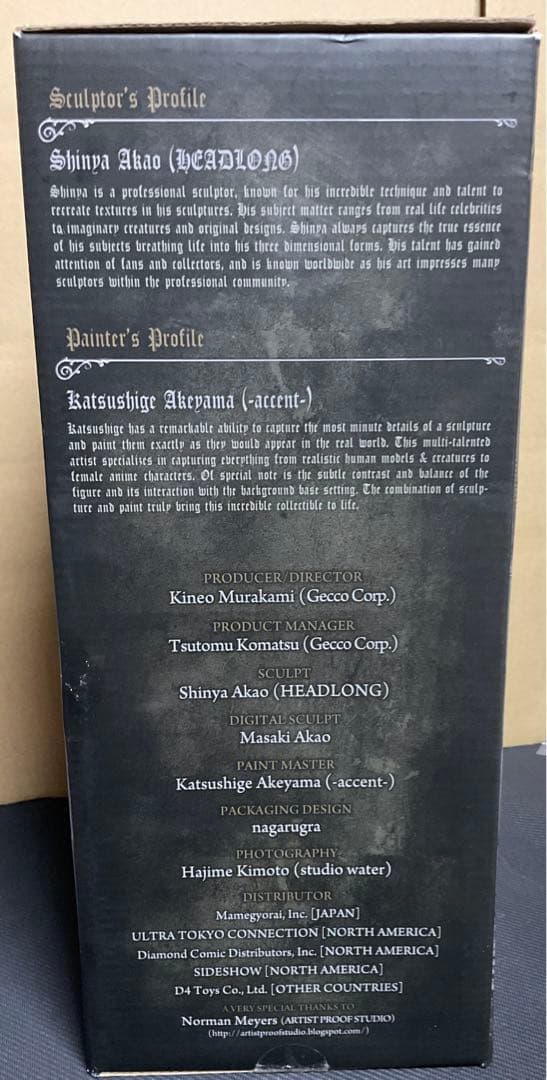 Sculptor's Profile
Shinya Akao (HEADLONG)
Shinya is a professional sculptor, known for his incredible technique and talent to
recreate textures in his sculptures. His subject matter ranges from real life celebrities
to imaginary creatures and original designs. Shinya always captures the true essence
of his subjects breathing life into his three dimensional forms. His talent has gained
attention of fans and collectors, and is known worldwide as his art impresses many
sculptors within the professional community.
Painter's Profile
Katsushige Akeyama (-accent-)
Katsushige has a remarkable ability to capture the most minute details of a sculpture
and paint them exactly as they would appear in the real world. This multi-talented
artist specializes in capturing everything from realistic human models & creatures to
female anime characters. Of special note is the subtle contrast and balance of the
figure and its interaction with the background base setting. The combination of sculp-
ture and paint truly bring this incredible collectible to life.
PRODUCER/DIRECTOR
Kineo Murakami (Gecco Corp.)
PRODUCT MANAGER
Tsutomu Komatsu (Gecco Corp.)
SCULPT
Shinya Akao (HEADLONG)
DIGITAL SCULPT
Masaki Akao
PAINT MASTER
Katsushige Akeyama (-accent-)
PACKAGING DESIGN
nagarugra
PHOTOGRAPHY
Hajime Kimoto (studio water)
DISTRIBUTOR
Mamegyorai, Inc. [JAPAN]
ULTRA TOKYO CONNECTION [NORTH AMERICA]
Diamond Comic Distributors, Inc. [NORTH AMERICA]
SIDESHOW [NORTH AMERICA]
D4 Toys Co., Ltd. [OTHER COUNTRIES]
A VERY SPECIAL THANKS TO
Norman Meyers (ARTIST PROOF STUDIO)
(http://artistproofstudio.blogspot.com/)